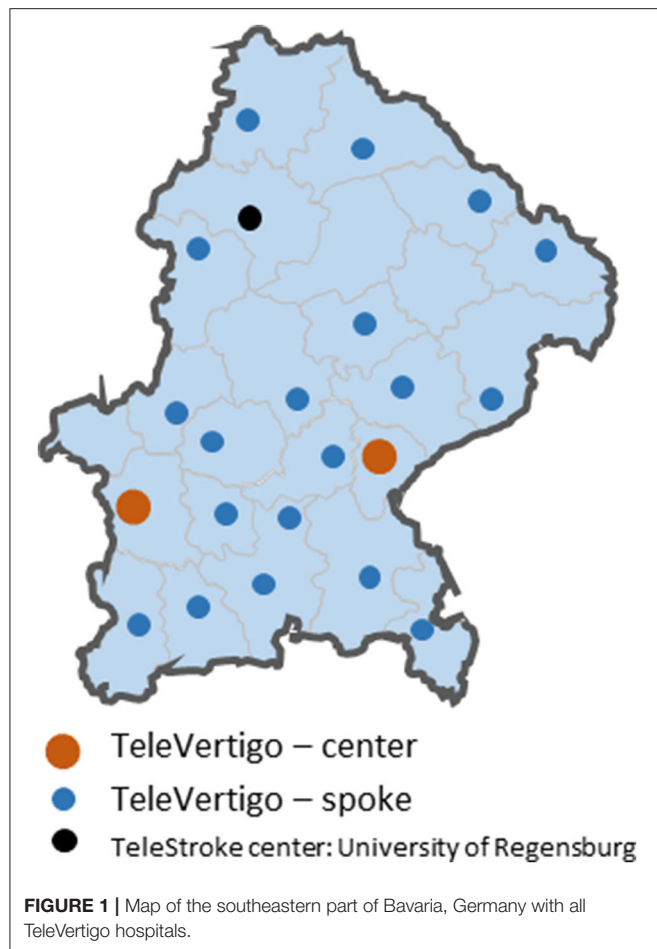 TeleVertigo – center
TeleVertigo – spoke
TeleStroke center: University of Regensburg
FIGURE 1 | Map of the southeastern part of Bavaria, Germany with all
TeleVertigo hospitals.